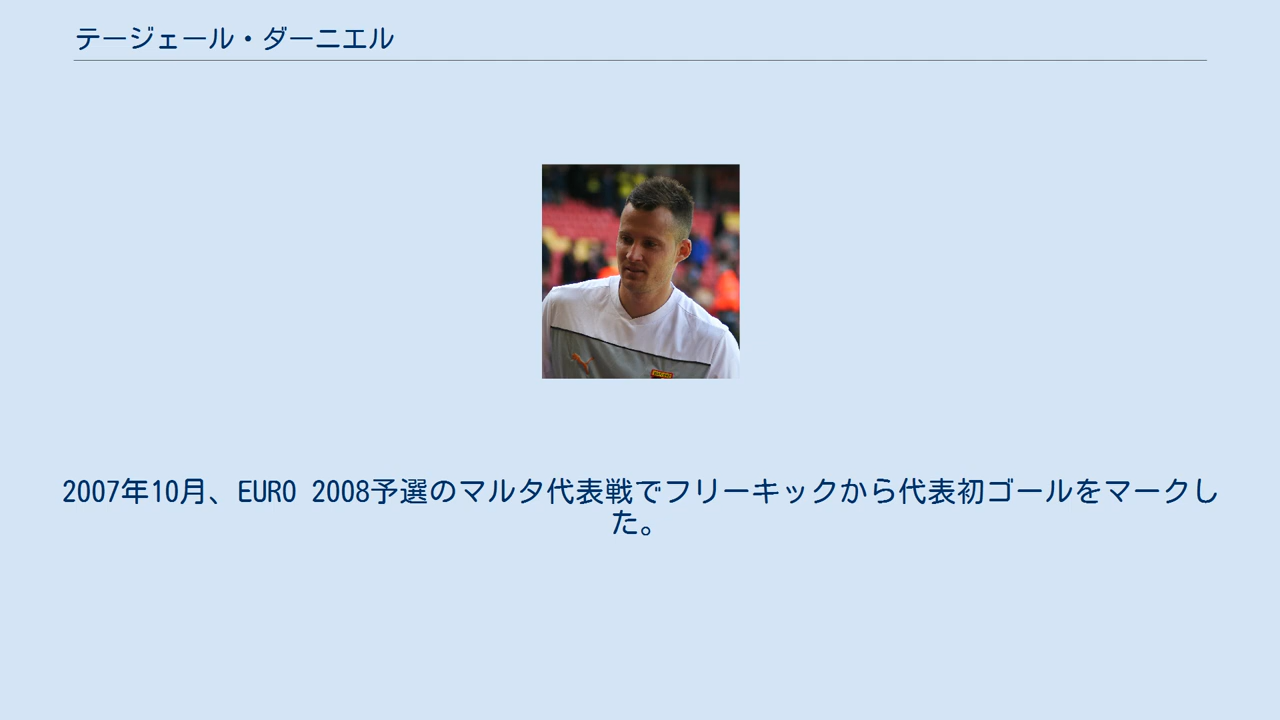 テージェール・ダーニエル
2007年10月、EURO 2008予選のマルタ代表戦でフリーキックから代表初ゴールをマークし
た。